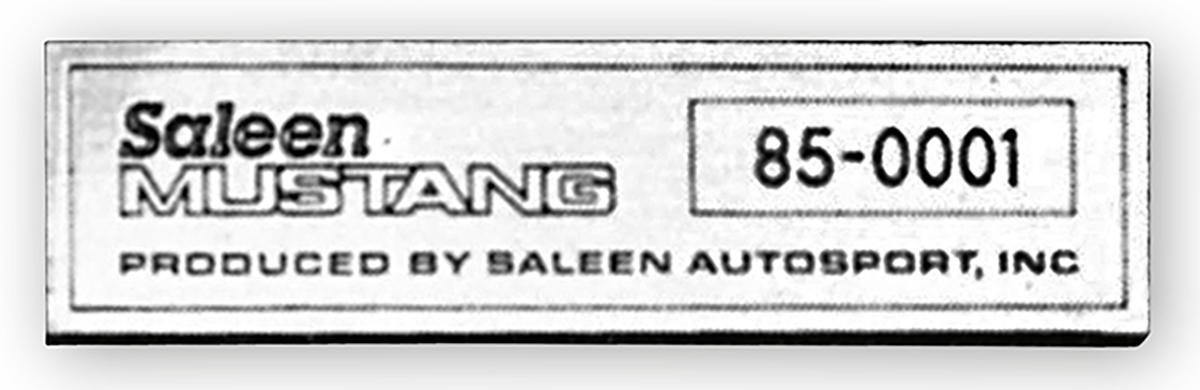 Saleen
MUSTANG
85-0001
PRODUCED BY SALEEN AUTOSPORT, INC